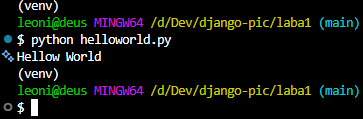 (venv)
leoni@deus MINGW64 /d/Dev/django-pic/laba1 (main)
$ python helloworld.py
Hellow World
(venv)
leoni@deus MINGW64 /d/Dev/django-pic/laba1 (main)
$